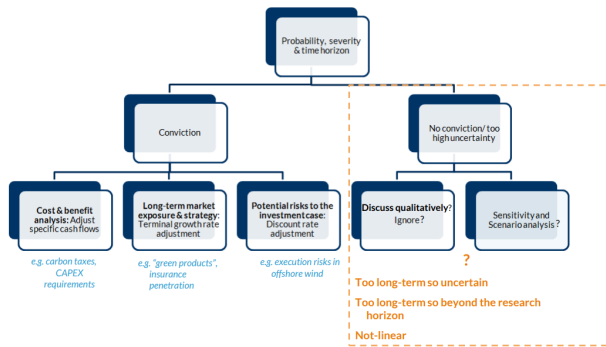 Probability, severity
& time horizon
Conviction
No conviction/ too
high uncertainty
Cost & benefit
analysis: Adjust
specific cash flows
Long-term market
exposure & strategy:
Terminal growth rate
adjustment
Potential risks to the
investment case:
Discount rate
adjustment
Discuss qualitatively?
Ignore?
Sensitivity and
Scenario analysis ?
e.g. carbon taxes,
CAPEX
requirements
e.g. "green products",
insurance
penetration
e.g. execution risks in
offshore wind
?
Too long-term so uncertain
Too long-term so beyond the research
horizon
Not-linear